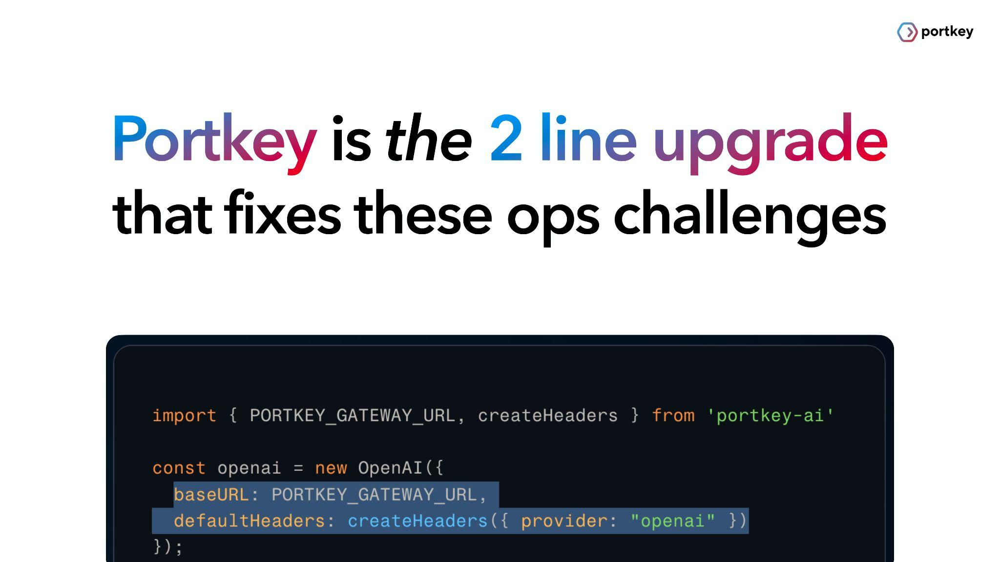 portkey
Portkey is the 2 line upgrade
that fixes these ops challenges
import { PORTKEY_GATEWAY_URL, createHeaders } from 'portkey-ai'
const openai = new OpenAI({
baseURL: PORTKEY_GATEWAY_URL,
defaultHeaders: createHeaders({ provider: "openai" })
});